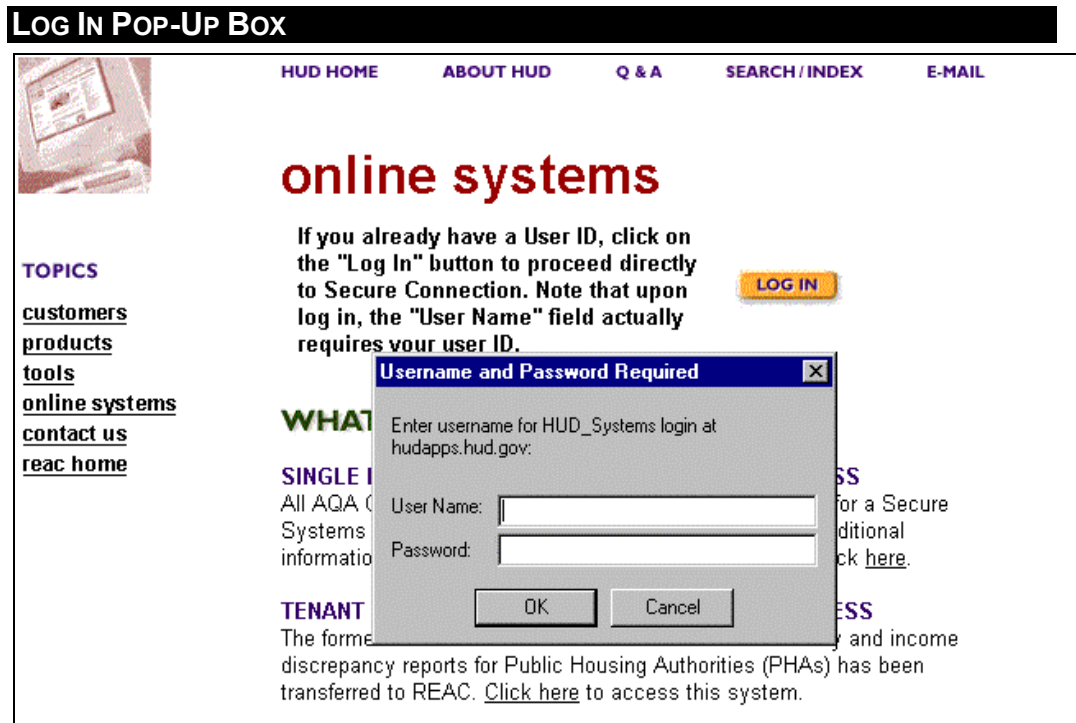 LOG IN POP-UP BOX
HUD HOME ABOUT HUD Q & A SEARCH / INDEX E-MAIL
online systems
If you already have a User ID, click on
the "Log In" button to proceed directly
to Secure Connection. Note that upon
log in, the "User Name" field actually
requires your user ID.
LOG IN
TOPICS
customers
products
tools
online systems
contact us
reac home
Username and Password Required
Enter username for HUD_Systems login at
hudapps.hud.gov:
User Name:
Password:
OK Cancel
WHAT
SINGLE
All AQA for a Secure
Systems
ck here.
TENANT
The and income
discrepancy reports for Public Housing Authorities (PHAs) has been
transferred to REAC. Click here to access this system.